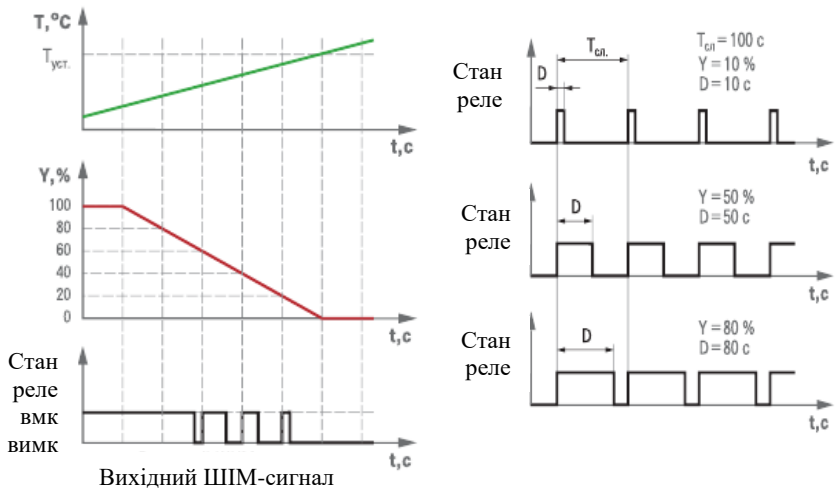 T,°C
Tуст.
t,c
Y,%
100
80
60
40
20
0
t,c
Стан
реле
вмк
вимк
t,c
Вихідний ШІМ-сигнал
Стан
реле
D
Tсл.
Tсл = 100 c
Y = 10 %
D = 10 c
t,c
Стан
реле
D
Y = 50 %
D = 50 c
t,c
Стан
реле
D
Y = 80 %
D = 80 c
t,c